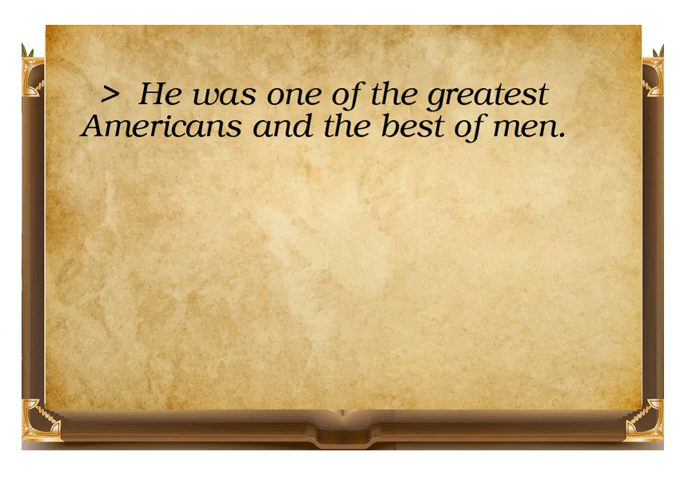 > He was one of the greatest
Americans and the best of men.